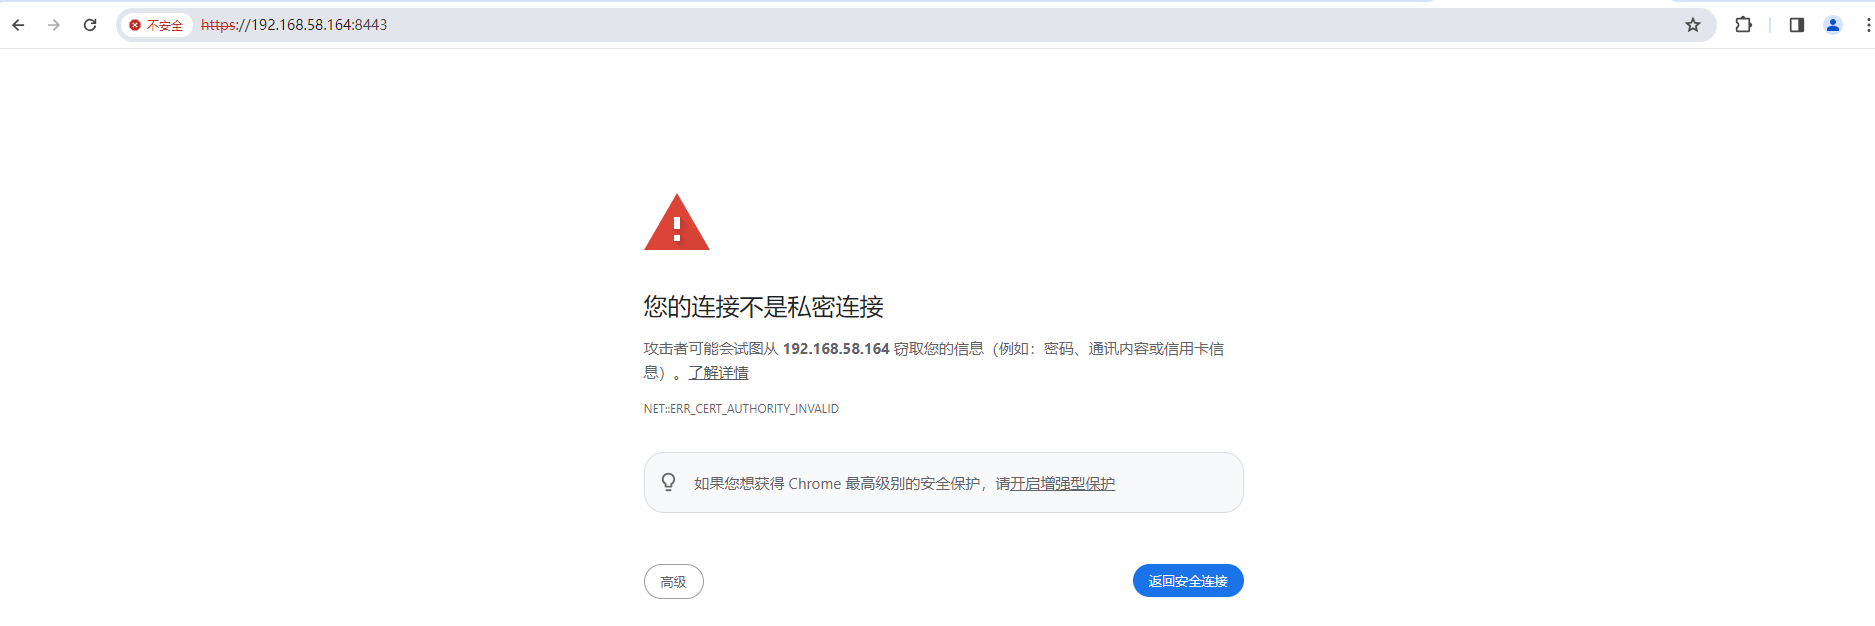 不安全 https://192.168.58.164:8443
您的连接不是私密连接
攻击者可能会试图从 192.168.58.164 窃取您的信息（例如：密码、通讯内容或信用卡信
息）。了解详情
NET::ERR_CERT_AUTHORITY_INVALID
如果您想获得 Chrome 最高级别的安全保护，请开启增强型保护
高级
返回安全连接